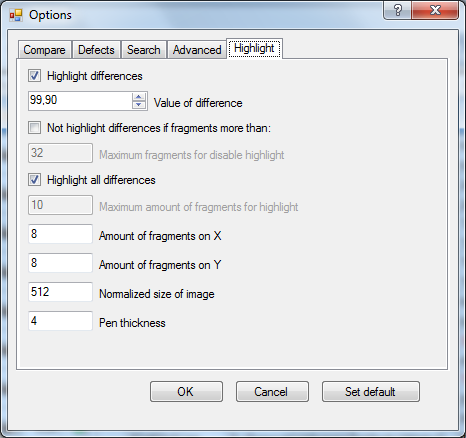 Options
?
Compare Defects Search Advanced Highlight
Highlight differences
99,90 Value of difference
Not highlight differences if fragments more than:
32 Maximum fragments for disable highlight
Highlight all differences
10 Maximum amount of fragments for highlight
8 Amount of fragments on X
8 Amount of fragments on Y
512 Normalized size of image
4 Pen thickness
OK Cancel Set default